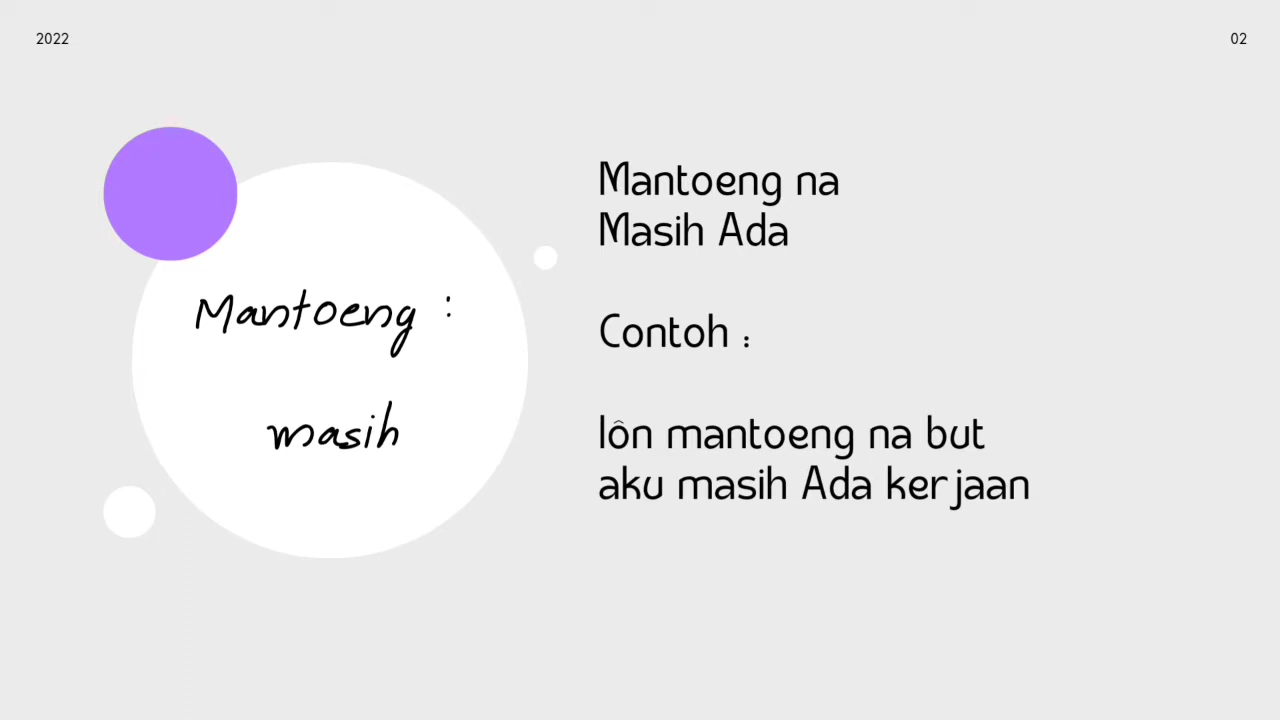 2022
02
Mantoeng :
masih
Mantoeng na
Masih Ada
Contoh :
lôn mantoeng na but
aku masih Ada kerjaan